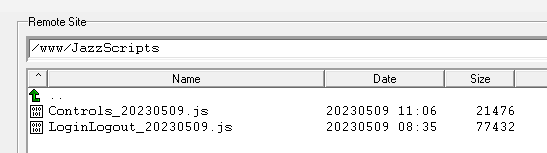 Remote Site
/www/JazzScripts
^ Name Date Size
..
Controls_20230509.js 20230509 11:06 21476
LoginLogout_20230509.js 20230509 08:35 77432